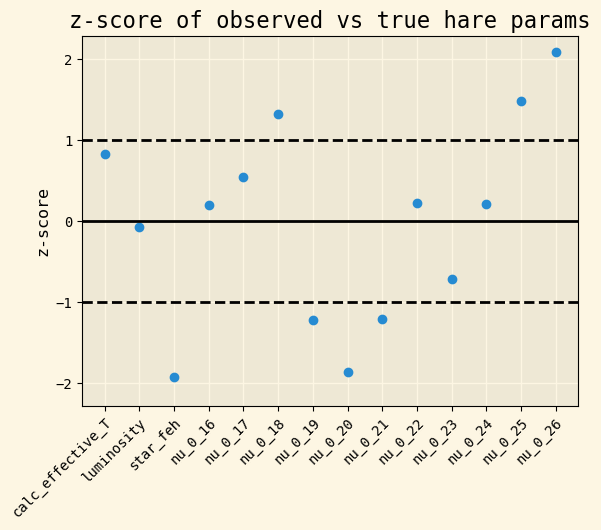 z-score of observed vs true hare params
z-score
2
1
0
−1
−2
calc_effective_T
luminosity
star_feh
nu_0_16
nu_0_17
nu_0_18
nu_0_19
nu_0_20
nu_0_21
nu_0_22
nu_0_23
nu_0_24
nu_0_25
nu_0_26